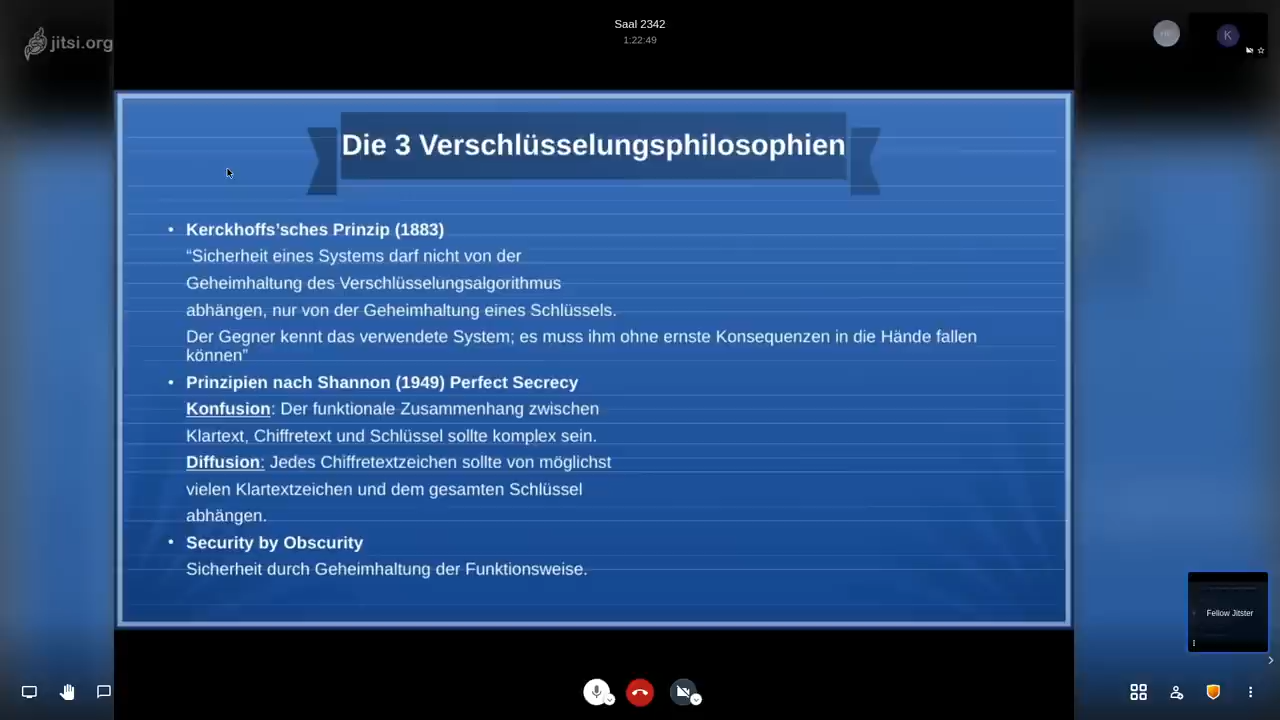 jitsi.org
Saal 2342
1:22:49
K
Die 3 Verschlüsselungsphilosophien
• Kerckhoffs’sches Prinzip (1883)
“Sicherheit eines Systems darf nicht von der
Geheimhaltung des Verschlüsselungsalgorithmus
abhängen, nur von der Geheimhaltung eines Schlüssels.
Der Gegner kennt das verwendete System; es muss ihm ohne ernste Konsequenzen in die Hände fallen
können”
• Prinzipien nach Shannon (1949) Perfect Secrecy
Konfusion: Der funktionale Zusammenhang zwischen
Klartext, Chiffretext und Schlüssel sollte komplex sein.
Diffusion: Jedes Chiffretextzeichen sollte von möglichst
vielen Klartextzeichen und dem gesamten Schlüssel
abhängen.
• Security by Obscurity
Sicherheit durch Geheimhaltung der Funktionsweise.
Fellow Jitster